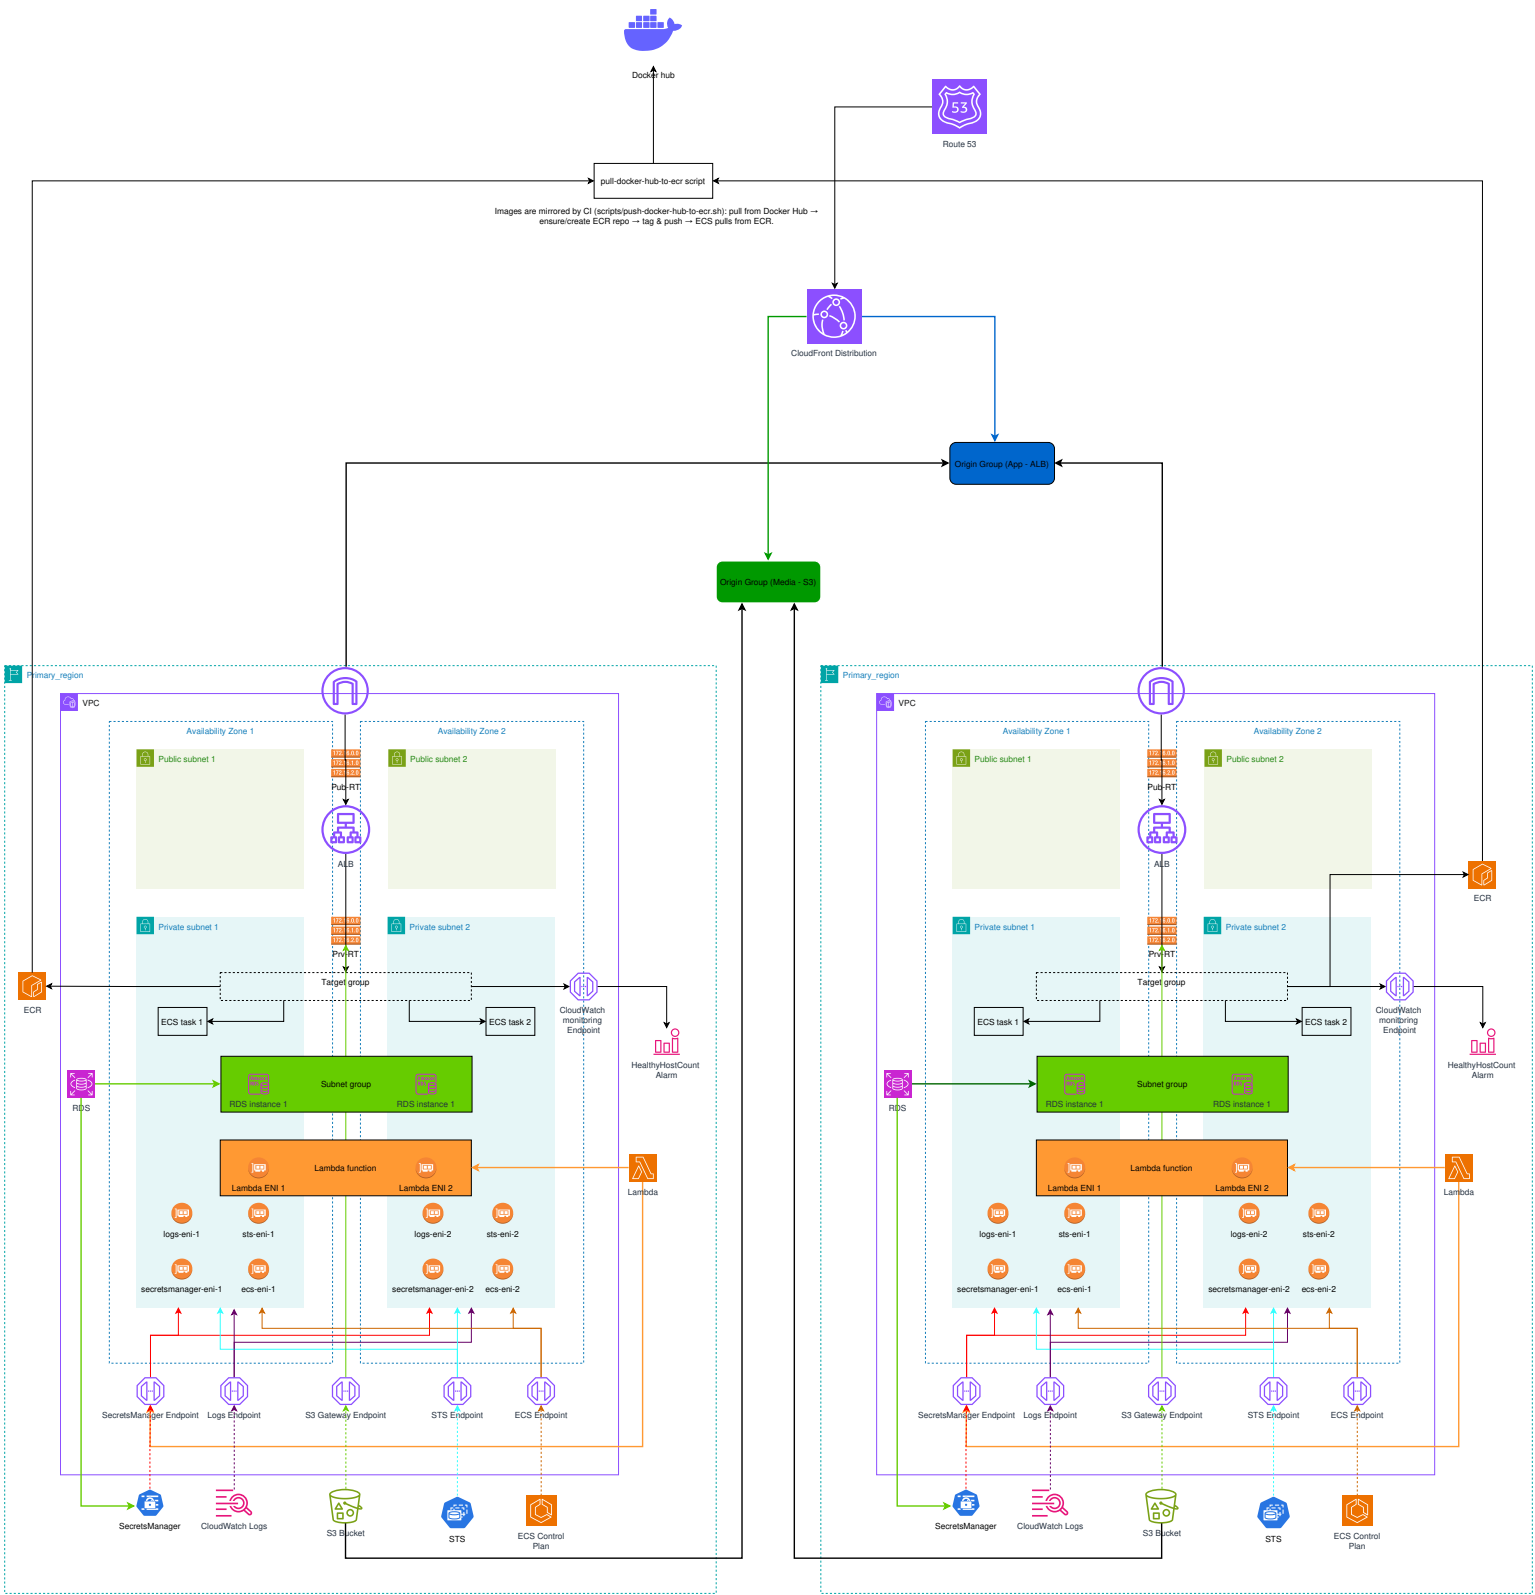 Docker hub
53
Route 53
pull-docker-hub-to-ecr script
Images are mirrored by CI (scripts/push-docker-hub-to-ecr.sh): pull from Docker Hub →
ensure/create ECR repo → tag & push → ECS pulls from ECR.
CloudFront Distribution
Origin Group (App - ALB)
Origin Group (Media - S3)
Primary_region
VPC
Availability Zone 1
Availability Zone 2
Public subnet 1
Public subnet 2
Pub-RT
ALB
Private subnet 1
Private subnet 2
Prv-RT
Target group
ECR
ECS task 1
ECS task 2
CloudWatch
monitoring
Endpoint
HealthyHostCount
Alarm
RDS
Subnet group
RDS instance 1
RDS instance 1
Lambda function
Lambda ENI 1
Lambda ENI 2
Lambda
logs-eni-1
sts-eni-1
logs-eni-2
sts-eni-2
secretsmanager-eni-1
ecs-eni-1
secretsmanager-eni-2
ecs-eni-2
SecretsManager Endpoint
Logs Endpoint
S3 Gateway Endpoint
STS Endpoint
ECS Endpoint
SecretsManager
CloudWatch Logs
S3 Bucket
STS
ECS Control
Plan
Primary_region
VPC
Availability Zone 1
Availability Zone 2
Public subnet 1
Public subnet 2
Pub-RT
ALB
ECR
Private subnet 1
Private subnet 2
Prv-RT
Target group
ECS task 1
ECS task 2
CloudWatch
monitoring
Endpoint
HealthyHostCount
Alarm
RDS
Subnet group
RDS instance 1
RDS instance 1
Lambda function
Lambda ENI 1
Lambda ENI 2
Lambda
logs-eni-1
sts-eni-1
logs-eni-2
sts-eni-2
secretsmanager-eni-1
ecs-eni-1
secretsmanager-eni-2
ecs-eni-2
SecretsManager Endpoint
Logs Endpoint
S3 Gateway Endpoint
STS Endpoint
ECS Endpoint
SecretsManager
CloudWatch Logs
S3 Bucket
STS
ECS Control
Plan